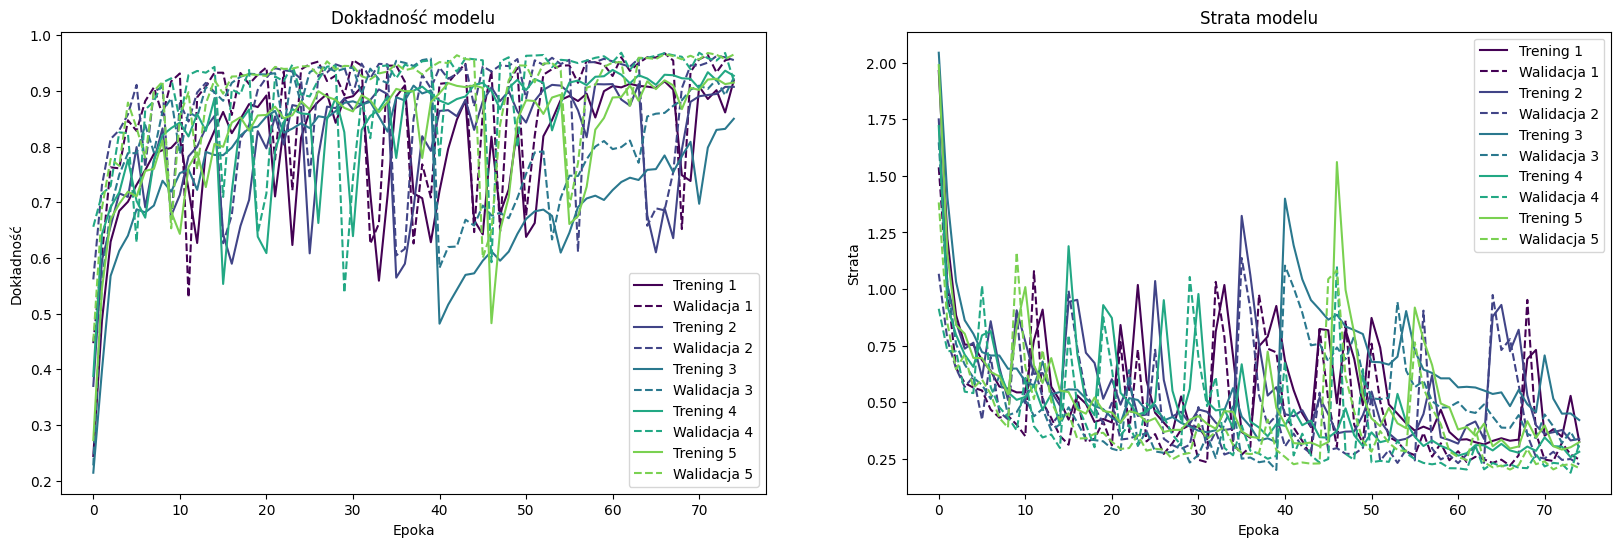 Dokładność modelu
1.0
0.9
0.8
0.7
0.6
0.5
0.4
0.3
0.2
Dokładność
0
10
20
30
40
50
60
70
Epoka
Trening 1
Walidacja 1
Trening 2
Walidacja 2
Trening 3
Walidacja 3
Trening 4
Walidacja 4
Trening 5
Walidacja 5
Strata modelu
2.00
1.75
1.50
1.25
1.00
0.75
0.50
0.25
Strata
0
10
20
30
40
50
60
70
Epoka
Trening 1
Walidacja 1
Trening 2
Walidacja 2
Trening 3
Walidacja 3
Trening 4
Walidacja 4
Trening 5
Walidacja 5